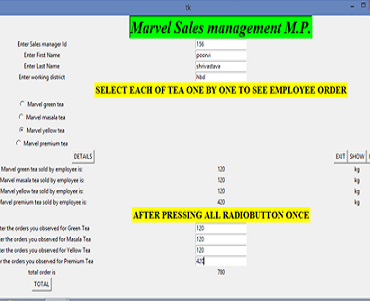 tk
Marvel Sales management M.P.
Enter Sales manager Id 156
Enter First Name poorvi
Enter Last Name shrivastava
Enter working district hbd
SELECT EACH OF TEA ONE BY ONE TO SEE EMPLOYEE ORDER
Marvel green tea
Marvel masala tea
Marvel yellow tea
Marvel premium tea
DETAILS EXIT SHOW
Marvel green tea sold by employee is: 120 kg
Marvel masala tea sold by employee is: 120 kg
Marvel yellow tea sold by employee is: 120 kg
Marvel premium tea sold by employee is: 420 kg
AFTER PRESSING ALL RADIOBUTTON ONCE
ter the orders you observed for Green Tea 120
er the orders you observed for Masala Tea 120
ter the orders you observed for Yellow Tea 120
r the orders you observed for Premium Tea 420
total order is 780
TOTAL